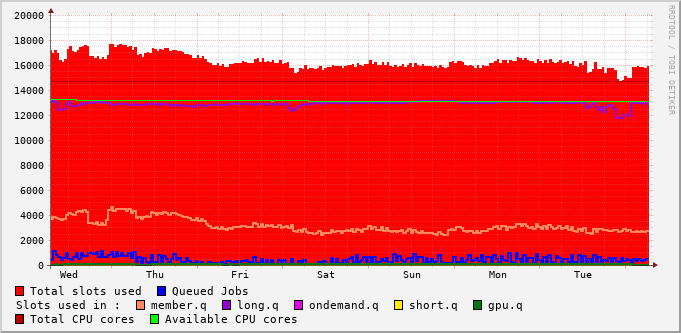 20000
18000
16000
14000
12000
10000
8000
6000
4000
2000
0
Wed Thu Fri Sat Sun Mon Tue
RRDTOOL / TOBI OETIKER
Total slots used Queued Jobs
Slots used in : member.q long.q ondemand.q short.q gpu.q
Total CPU cores Available CPU cores